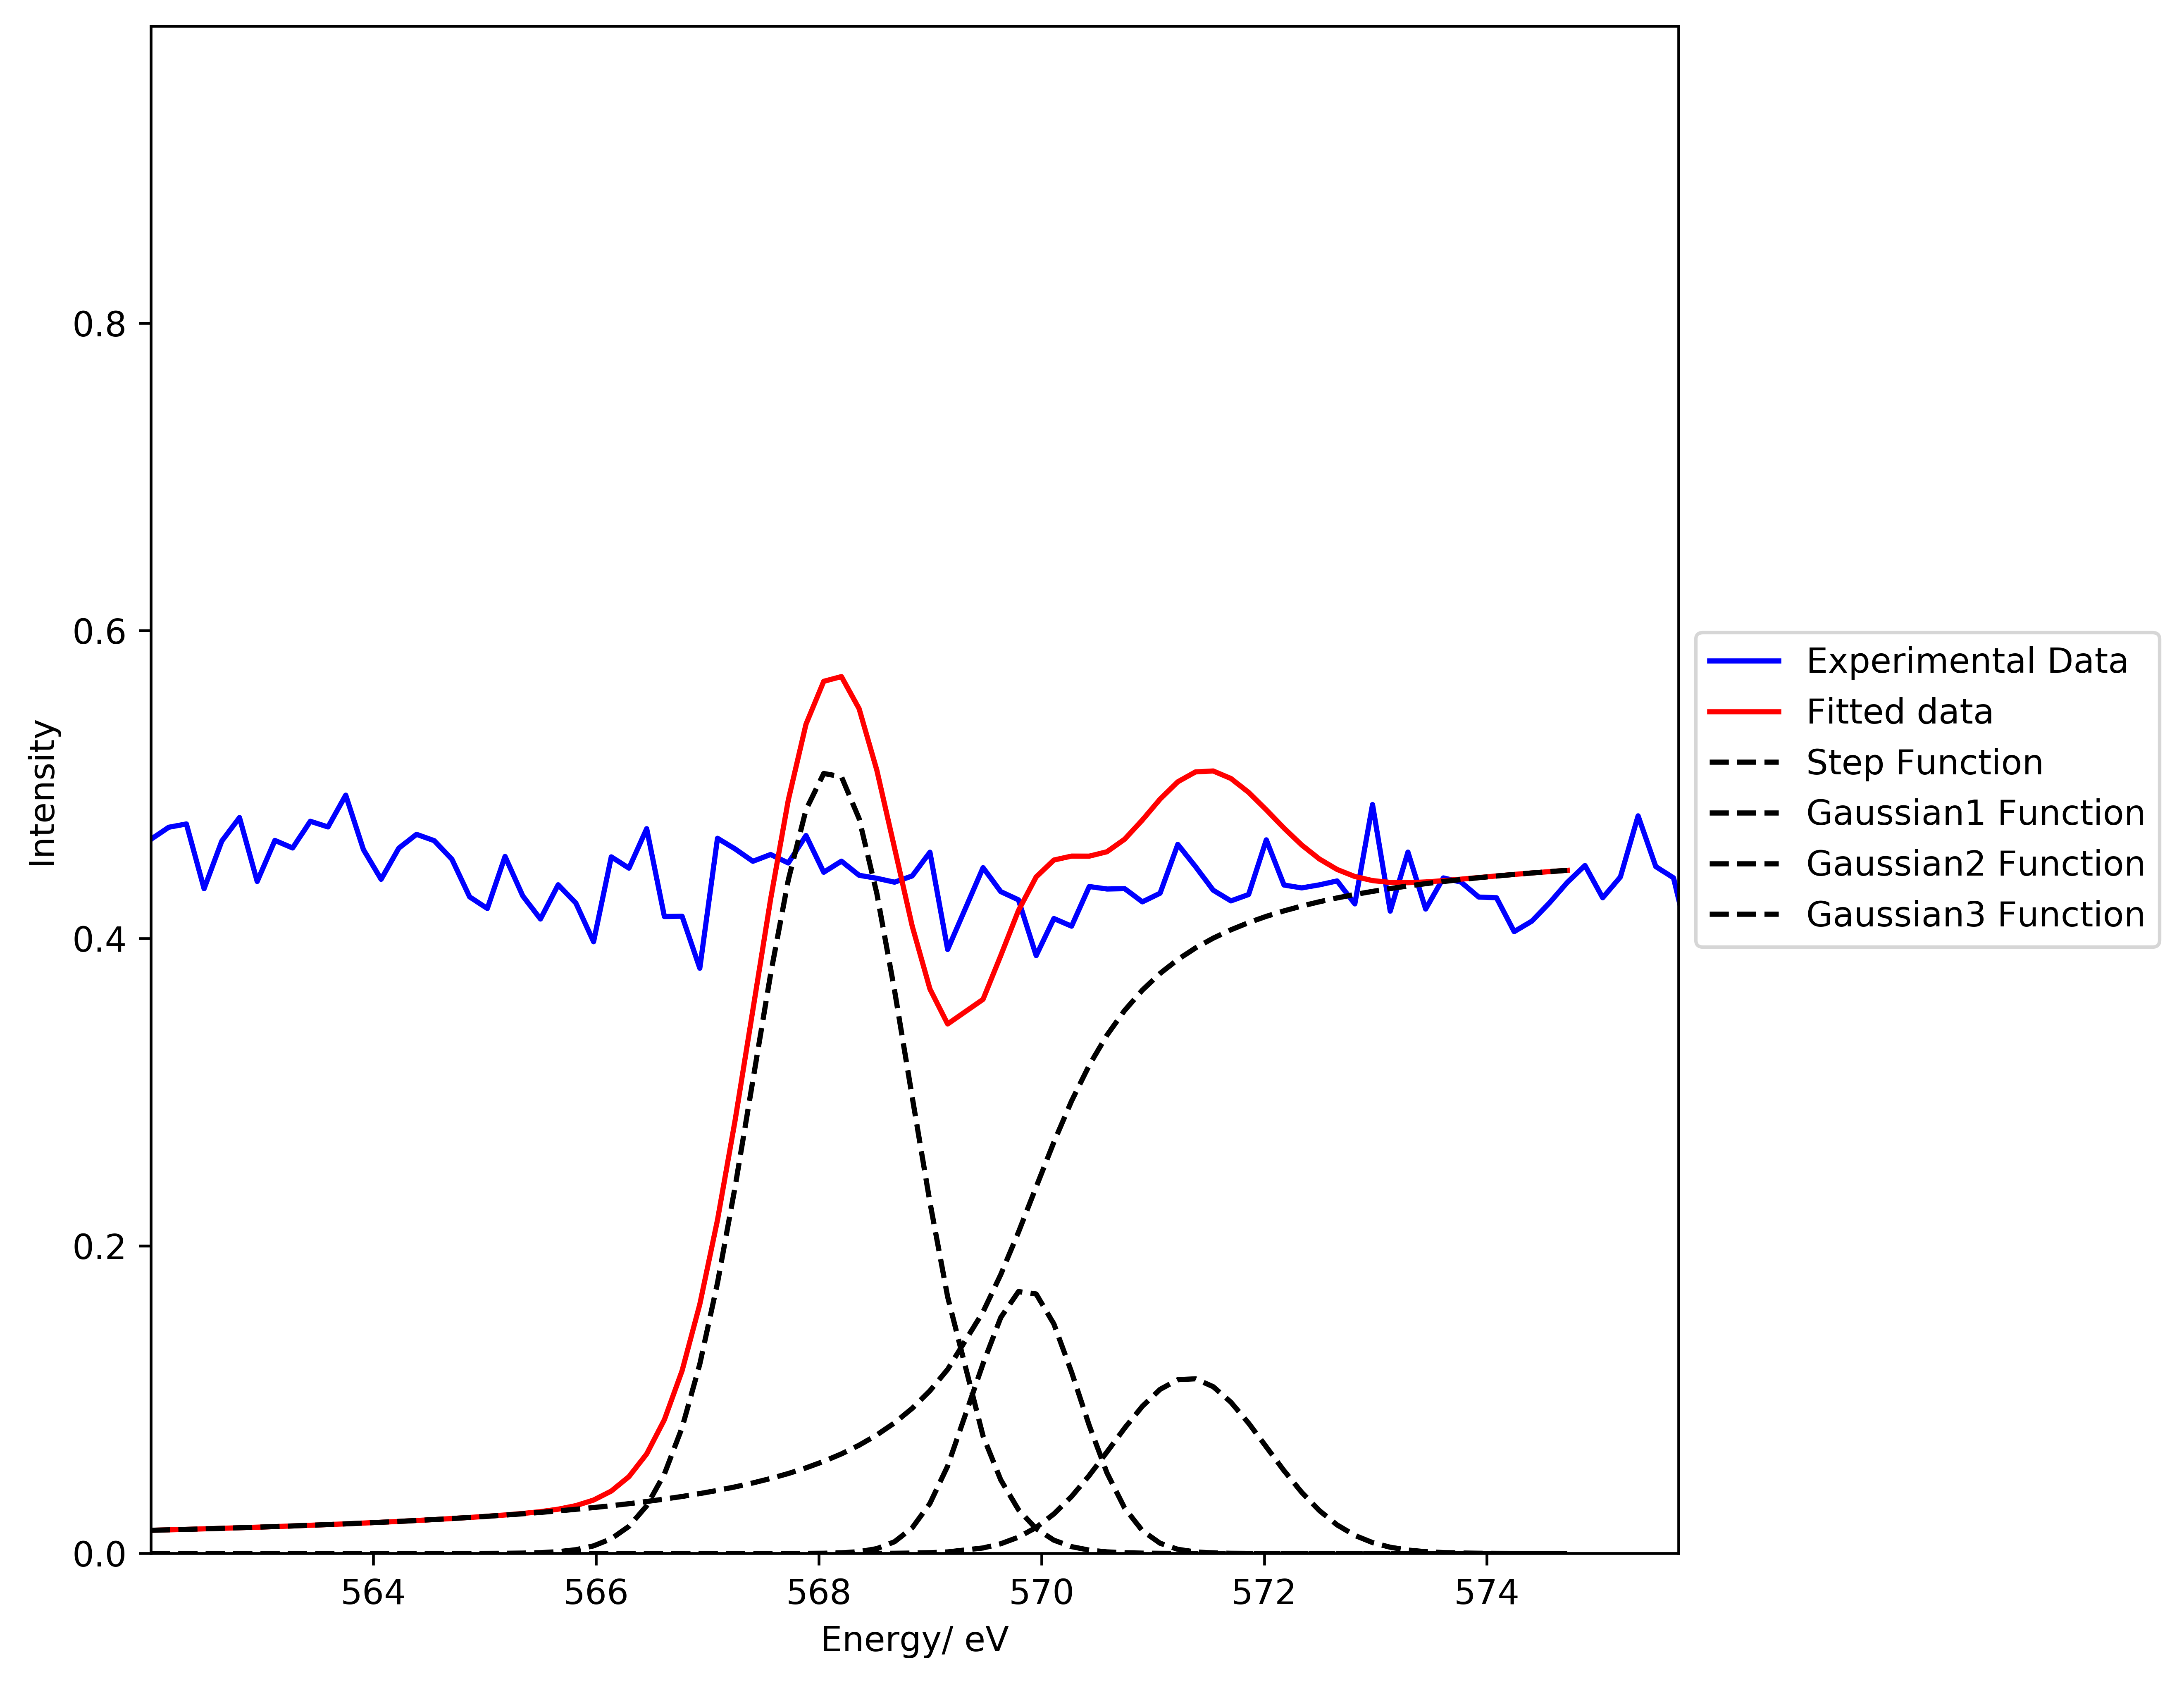 Intensity
0.8
0.6
0.4
0.2
0.0
564 566 568 570 572 574
Energy/ eV
Experimental Data
Fitted data
Step Function
Gaussian1 Function
Gaussian2 Function
Gaussian3 Function